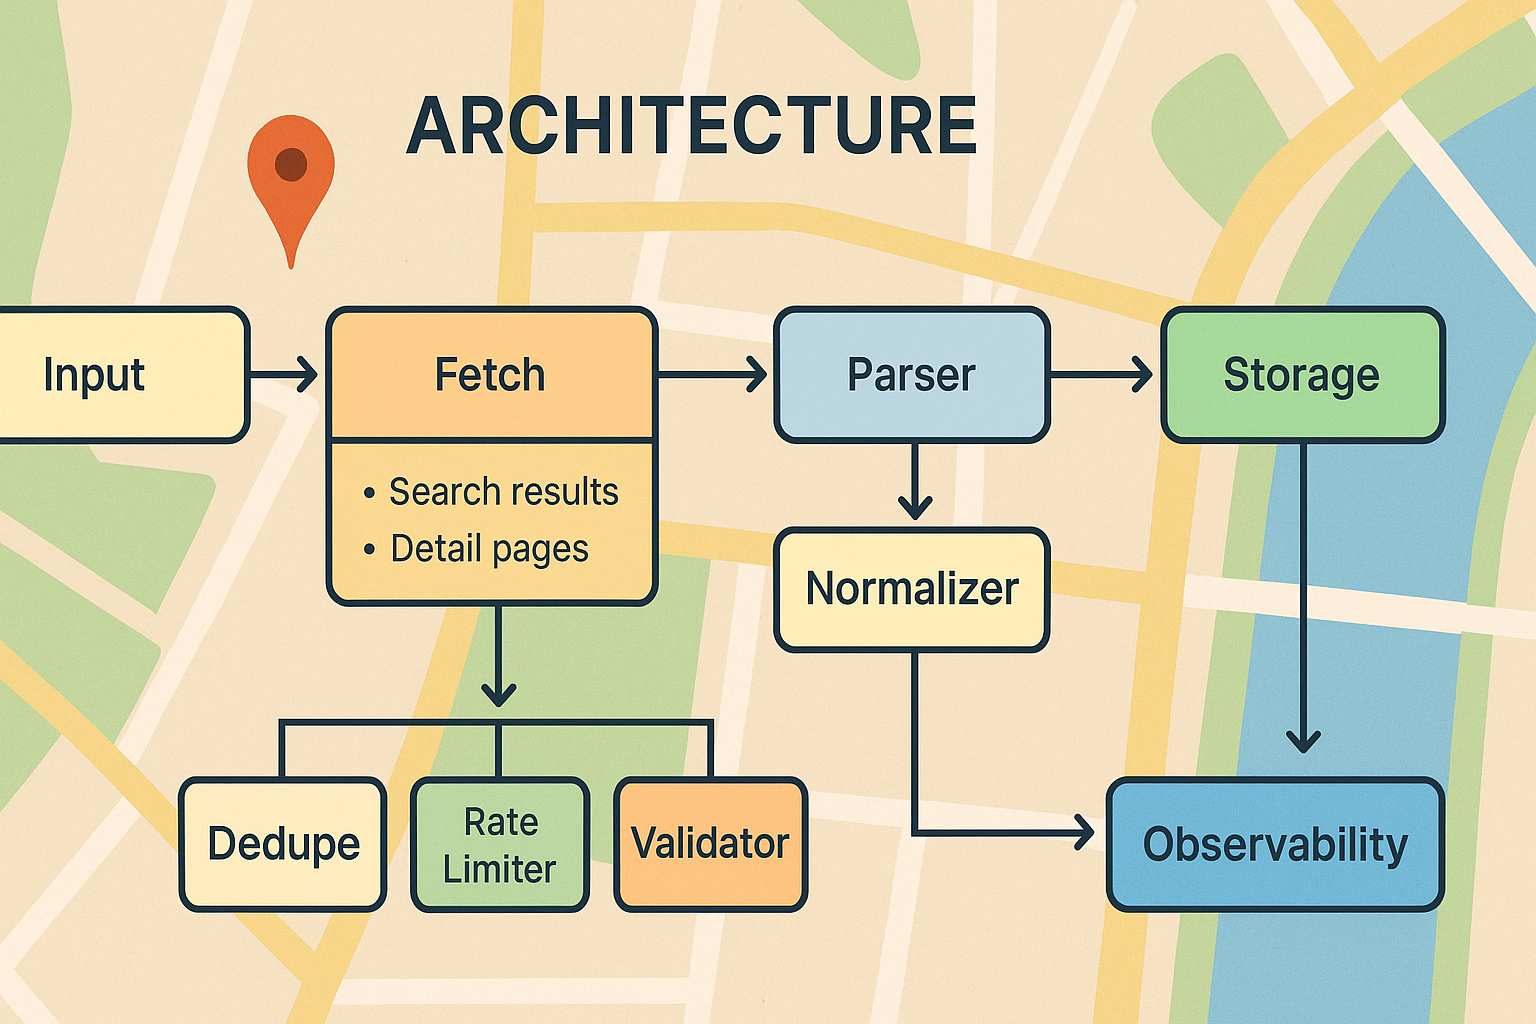 ARCHITECTURE
Input
Fetch
Parser
Storage
• Search results
• Detail pages
Normalizer
Dedupe
Rate
Limiter
Validator
Observability